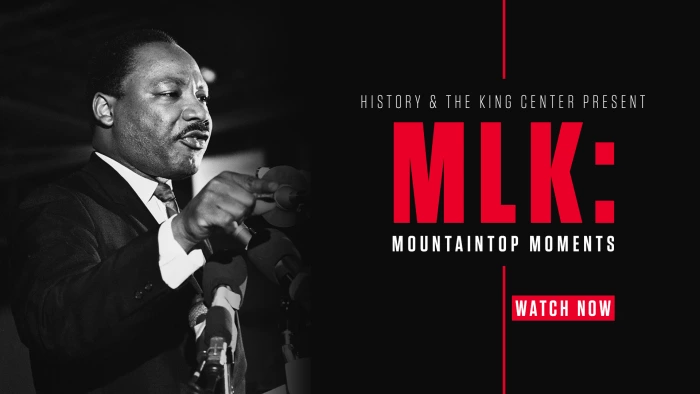 HISTORY & THE KING CENTER PRESENT
MLK:
MOUNTAINTOP MOMENTS
WATCH NOW